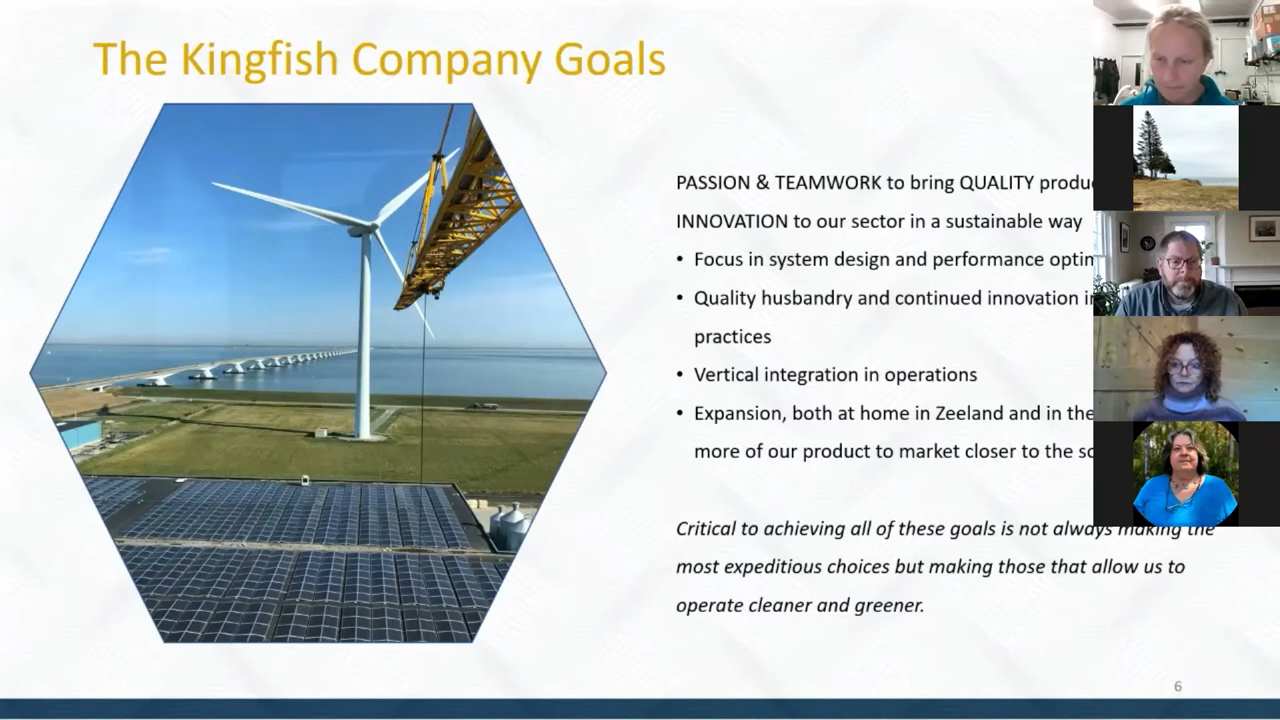 The Kingfish Company Goals
PASSION & TEAMWORK to bring QUALITY
INNOVATION to our sector in a sustainable way
• Focus in system design and performance
• Quality husbandry and continued innovation
practices
• Vertical integration in operations
• Expansion, both at home in Zeeland and in the
more of our product to market closer to the
Critical to achieving all of these goals is not always making the
most expeditious choices but making those that allow us to
operate cleaner and greener.
6